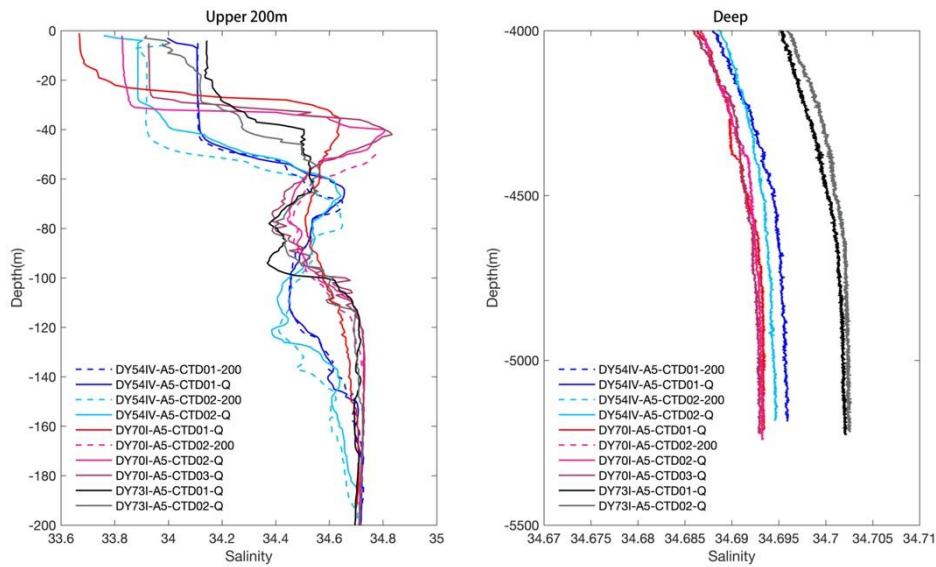 Upper 200m
0
-20
-40
-60
-80
-100
-120
-140
-160
-180
-200
Depth(m)
33.6 33.8 34 34.2 34.4 34.6 34.8 35
Salinity
DY54IV-A5-CTD01-200
DY54IV-A5-CTD01-Q
DY54IV-A5-CTD02-200
DY54IV-A5-CTD02-Q
DY70I-A5-CTD01-Q
DY70I-A5-CTD02-200
DY70I-A5-CTD02-Q
DY70I-A5-CTD03-Q
DY73I-A5-CTD01-Q
DY73I-A5-CTD02-Q
Deep
-4000
-4500
-5000
-5500
Depth(m)
34.67 34.675 34.68 34.685 34.69 34.695 34.7 34.705 34.71
Salinity
DY54IV-A5-CTD01-200
DY54IV-A5-CTD01-Q
DY54IV-A5-CTD02-200
DY54IV-A5-CTD02-Q
DY70I-A5-CTD01-Q
DY70I-A5-CTD02-200
DY70I-A5-CTD02-Q
DY70I-A5-CTD03-Q
DY73I-A5-CTD01-Q
DY73I-A5-CTD02-Q